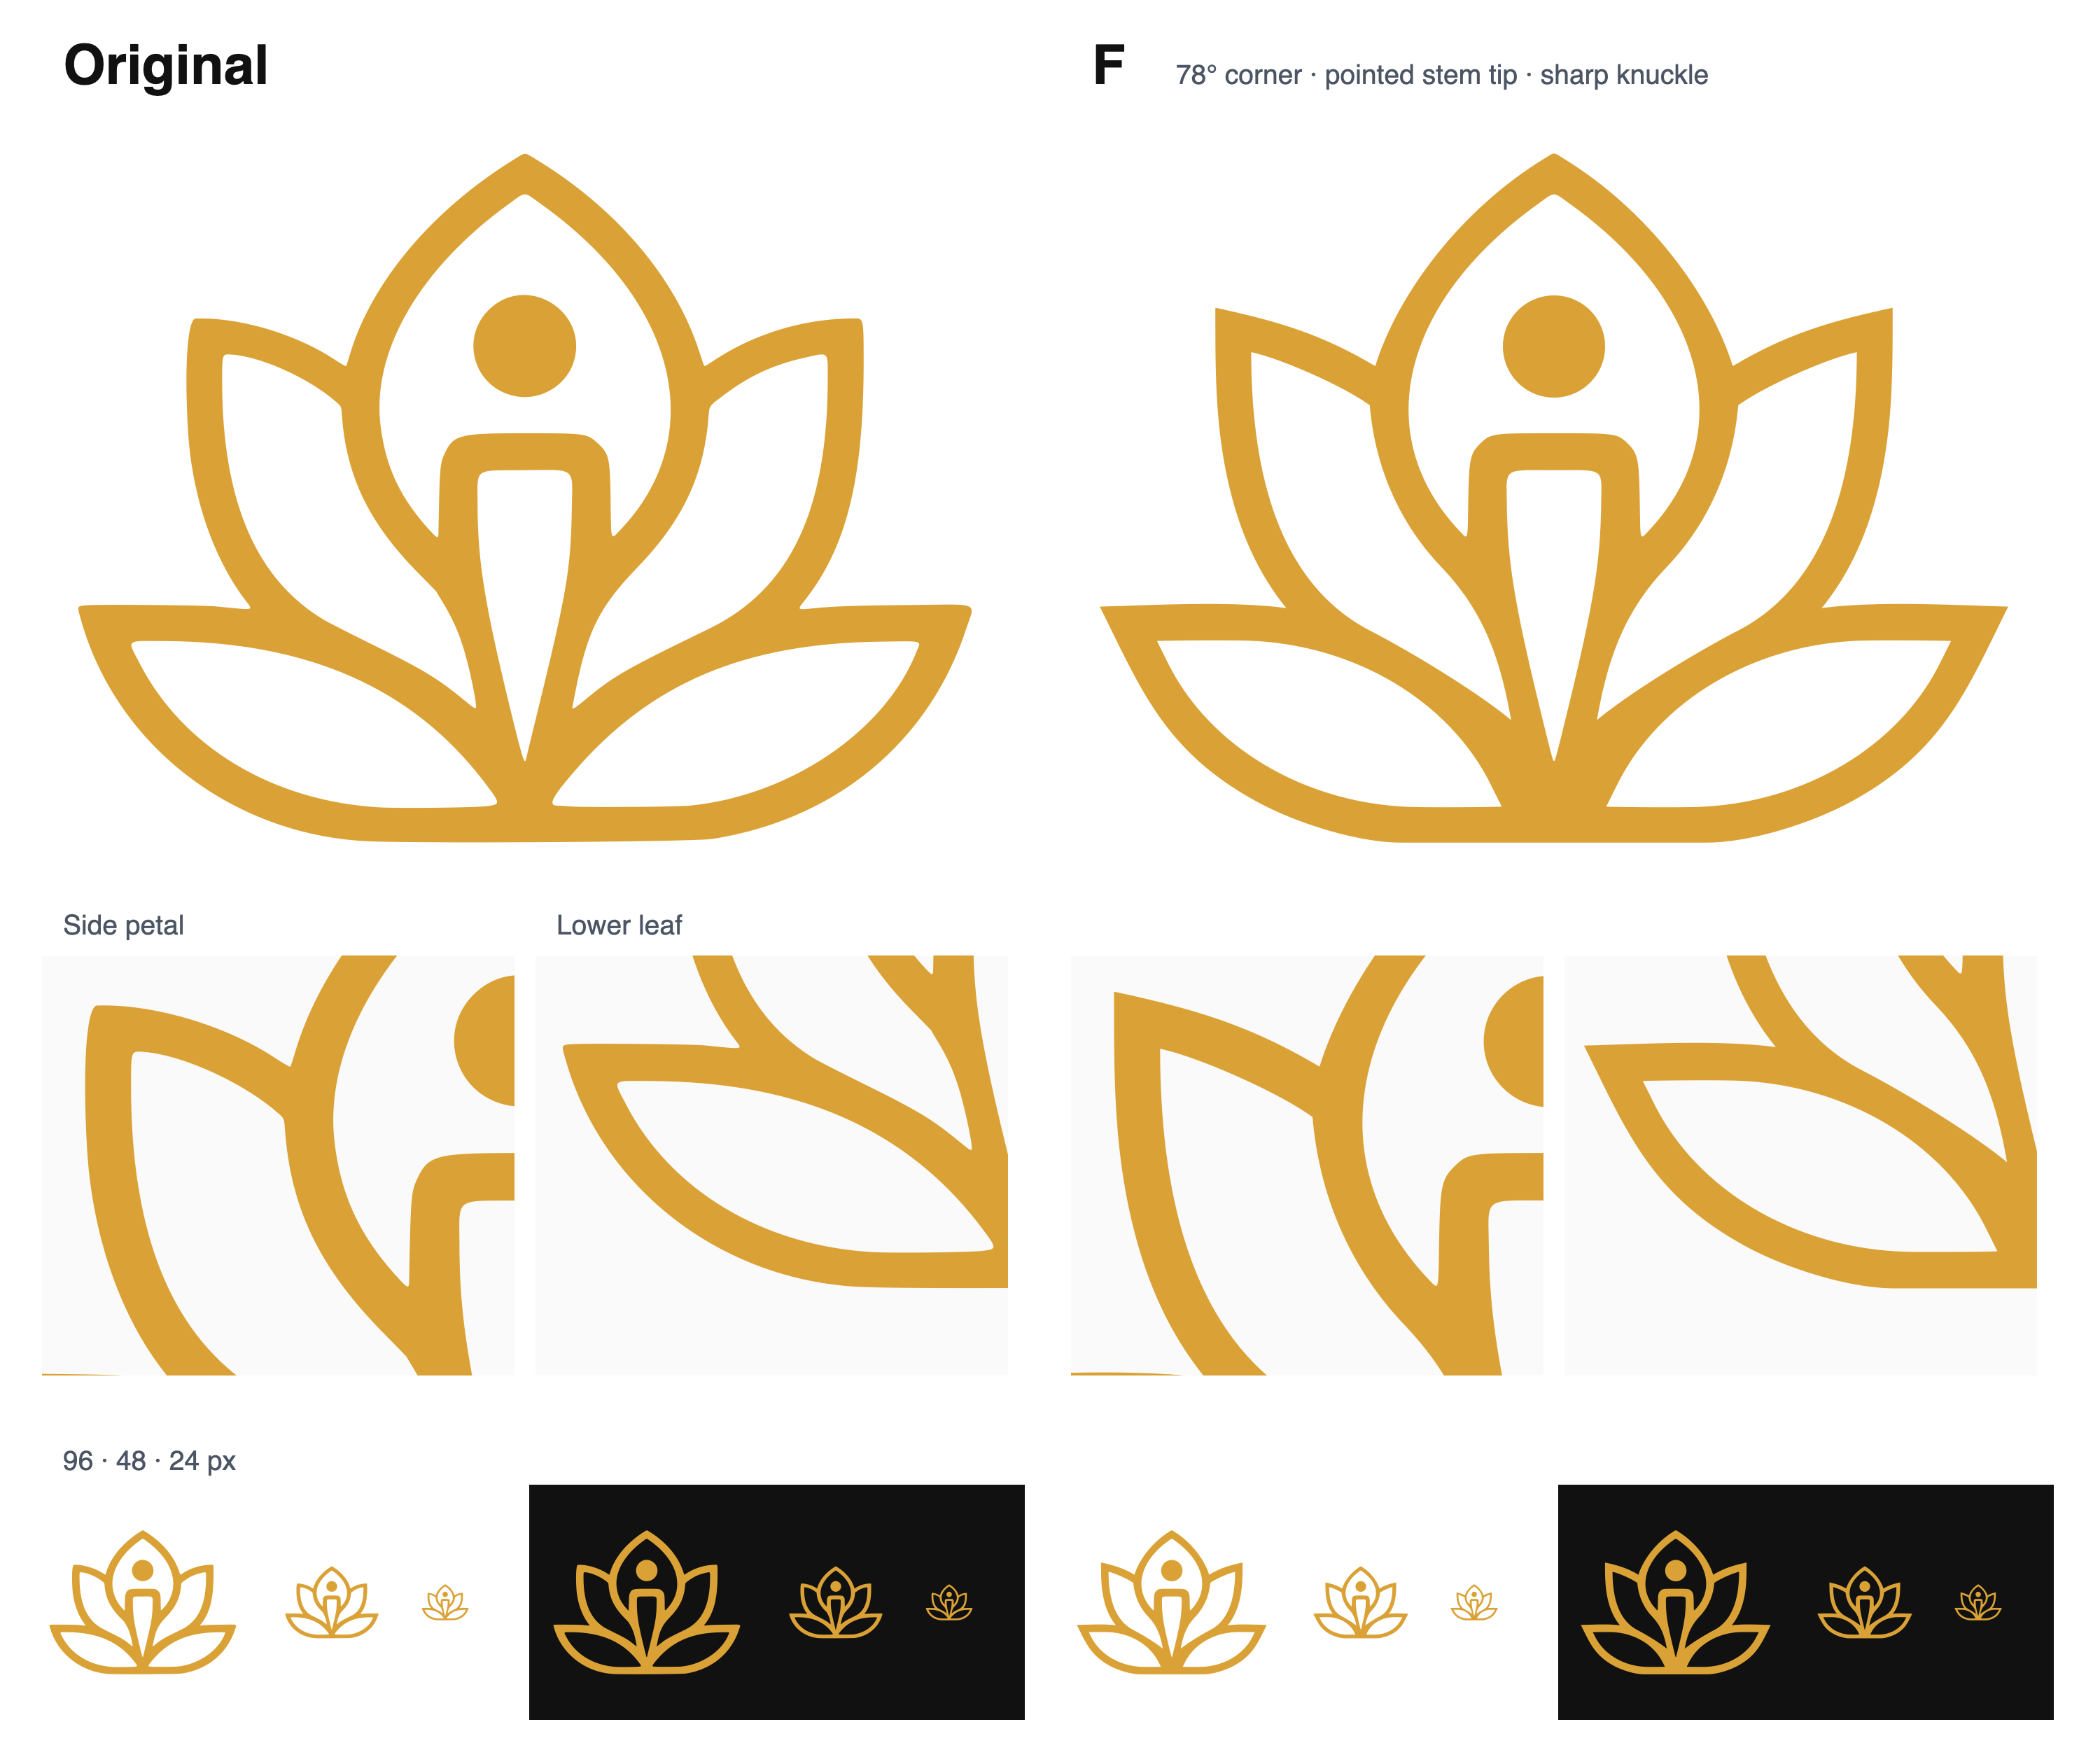 Original
F 78° corner · pointed stem tip · sharp knuckle
Side petal
Lower leaf
96 · 48 · 24 px